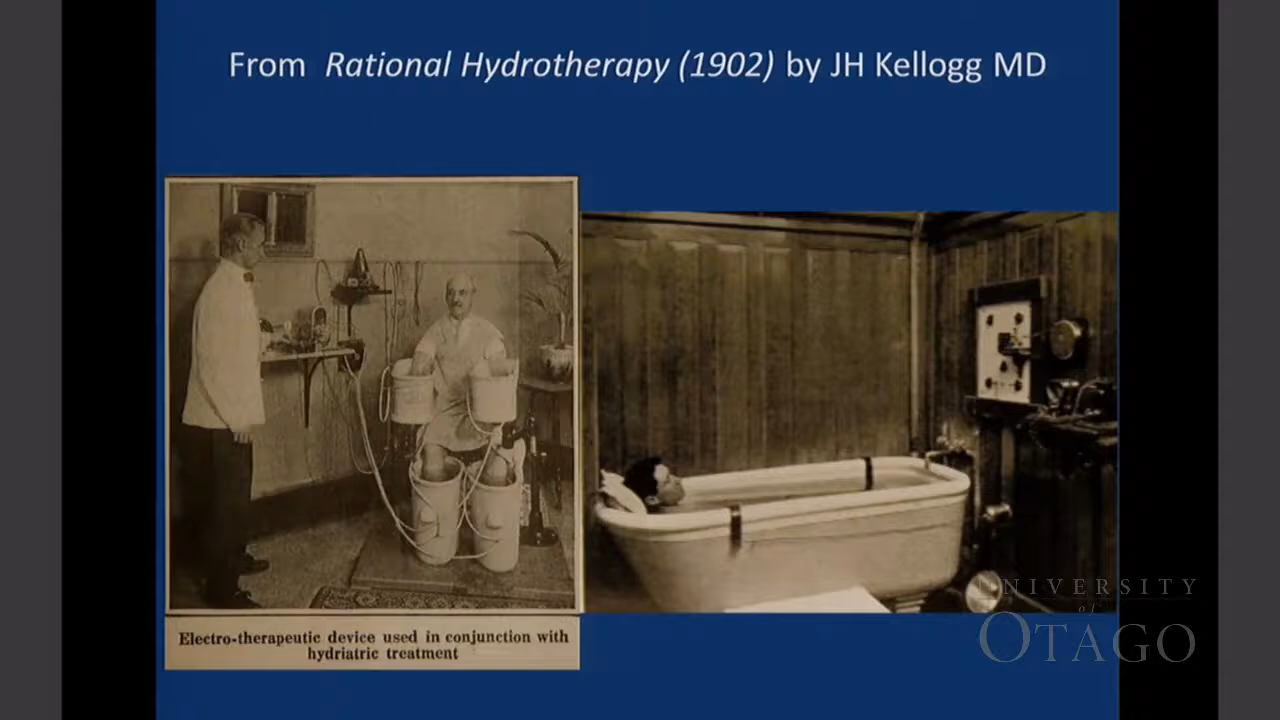 From Rational Hydrotherapy (1902) by JH Kellogg MD
Electro-therapeutic device used in conjunction with
hydriatric treatment
UNIVERSITY
of
OTAGO